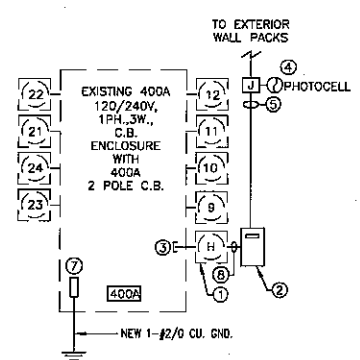 TO EXTERIOR
WALL PACKS
4
J PHOTOCELL
5
22
21
24
23
EXISTING 400A
120/240V,
1PH.,3W.,
C.B.
ENCLOSURE
WITH
400A
2 POLE C.B.
12
11
10
9
3
H
8
1
2
7
400A
NEW 1-#2/0 CU. GND.